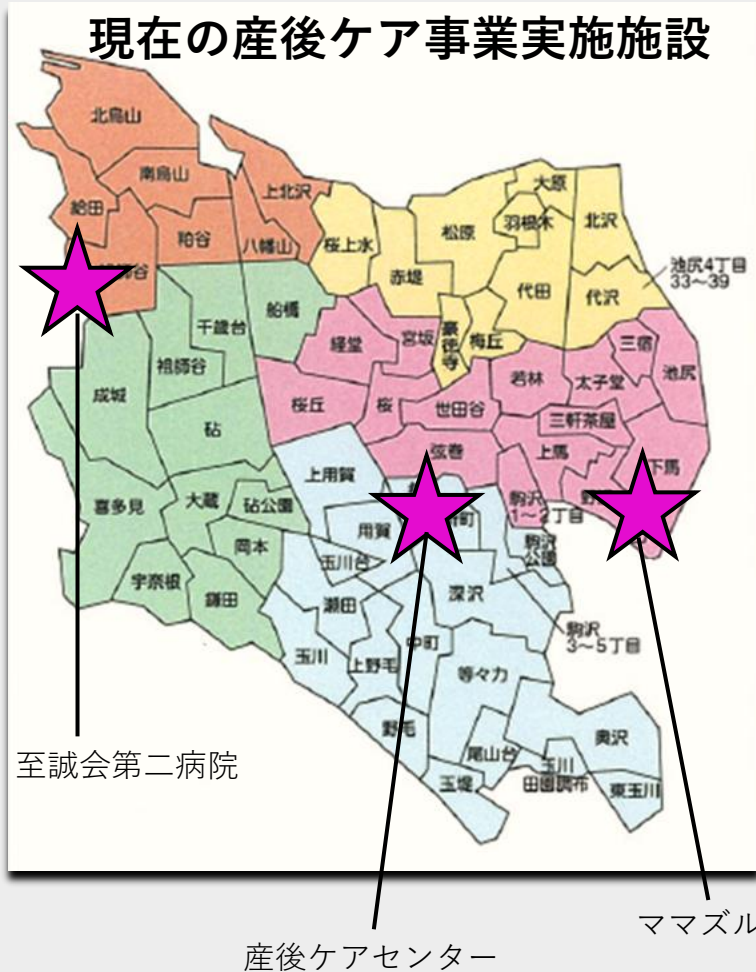 現在の産後ケア事業実施施設
北烏山
南烏山
上北沢
給田
粕谷
八幡山
師谷
桜上水
赤堤
松原
羽根木
大原
北沢
代田
代沢
豪徳寺
梅丘
池尻4丁目
33〜39
船橋
千歳台
祖師谷
成城
砧
喜多見
大蔵
砧公園
岡本
宇奈根
鎌田
経堂
宮坂
桜丘
桜
世田谷
若林
太子堂
三宿
池尻
三軒茶屋
弦巻
上馬
下馬
駒沢
1〜2丁目
駒沢
公園
駒沢
3〜5丁目
上用賀
用賀
玉川台
瀬田
深沢
玉川
上野毛
中町
等々力
野毛
尾山台
玉堤
玉川
田園調布
奥沢
東玉川
至誠会第二病院
産後ケアセンター
ママズル